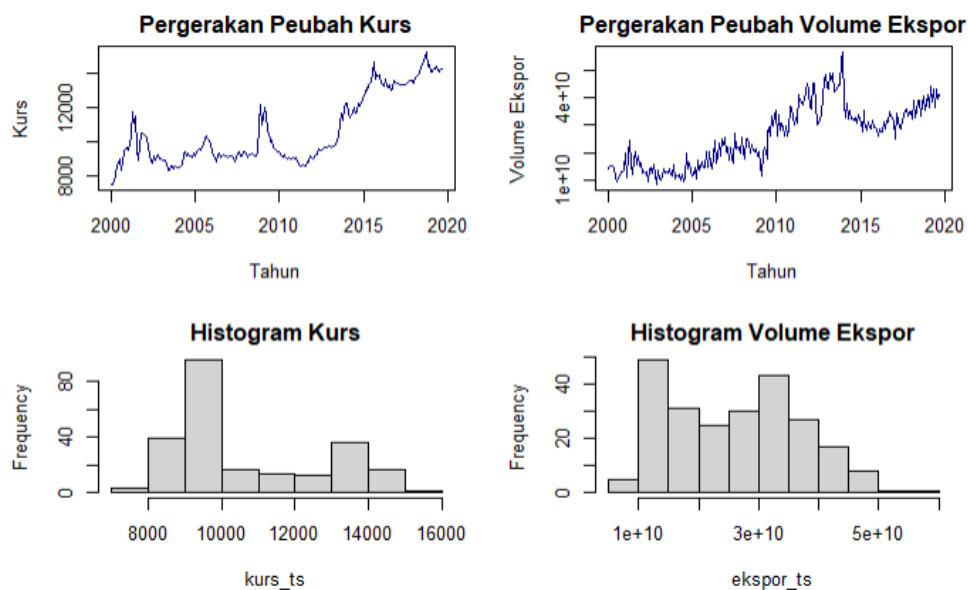 Pergerakan Peubah Kurs
Kurs
8000
12000
2000
2005
2010
2015
2020
Tahun
Pergerakan Peubah Volume Ekspor
Volume Ekspor
1e+10
4e+10
2000
2005
2010
2015
2020
Tahun
Histogram Kurs
Frequency
0
40
80
8000
10000
12000
14000
16000
kurs_ts
Histogram Volume Ekspor
Frequency
0
20
40
1e+10
3e+10
5e+10
ekspor_ts